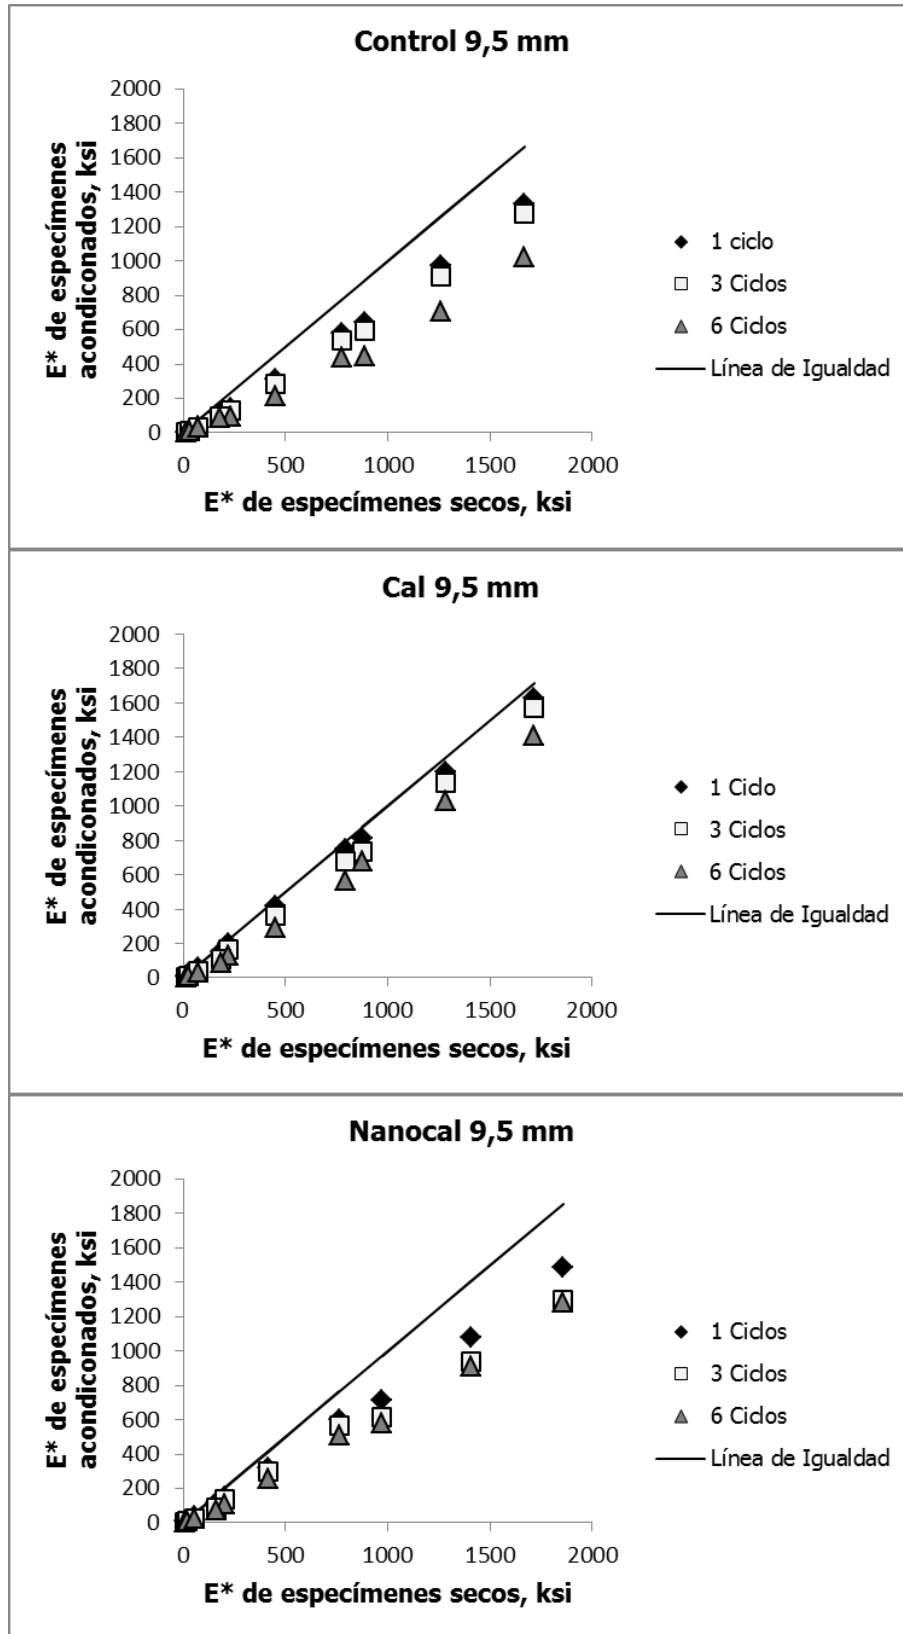 Control 9,5 mm
2000
1800
1600
1400
1200
1000
800
600
400
200
0
E* de especímenes
acondiconados, ksi
0 500 1000 1500 2000
E* de especímenes secos, ksi
1 ciclo
3 Ciclos
6 Ciclos
Línea de Igualdad
Cal 9,5 mm
2000
1800
1600
1400
1200
1000
800
600
400
200
0
E* de especímenes
acondiconados, ksi
0 500 1000 1500 2000
E* de especímenes secos, ksi
1 Ciclo
3 Ciclos
6 Ciclos
Línea de Igualdad
Nanocal 9,5 mm
2000
1800
1600
1400
1200
1000
800
600
400
200
0
E* de especímenes
acondiconados, ksi
0 500 1000 1500 2000
E* de especímenes secos, ksi
1 Ciclos
3 Ciclos
6 Ciclos
Línea de Igualdad